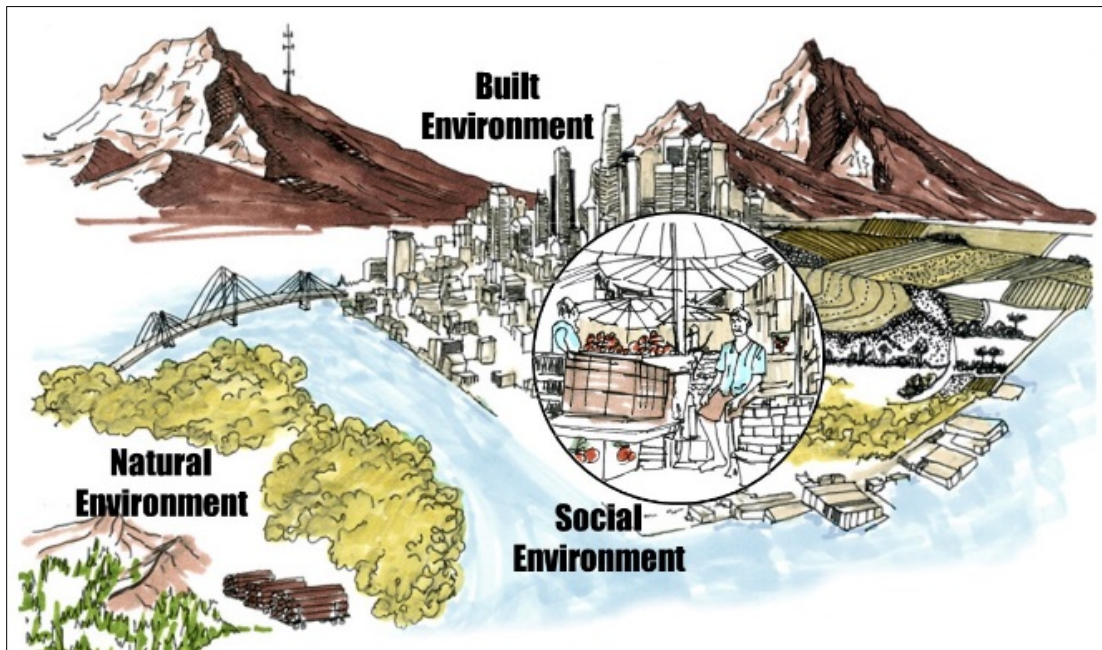 Built
Environment
Natural
Environment
Social
Environment